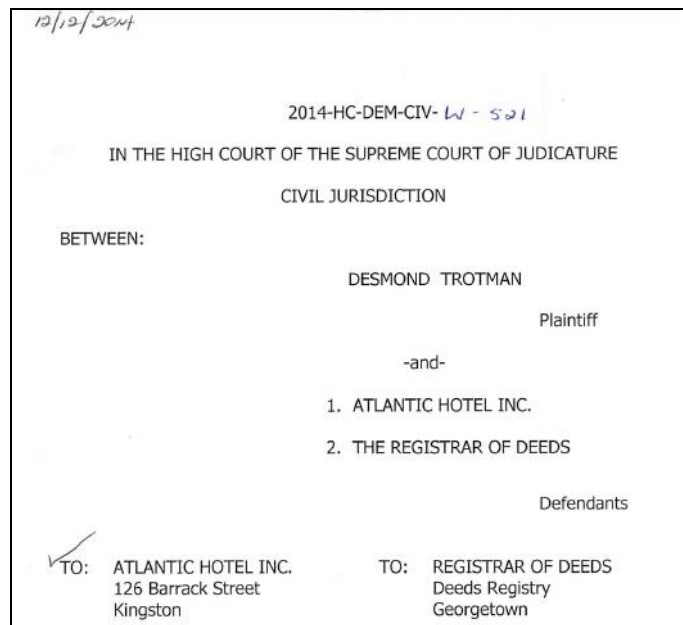 12/12/2014
2014-HC-DEM-CIV- W - 521
IN THE HIGH COURT OF THE SUPREME COURT OF JUDICATURE
CIVIL JURISDICTION
BETWEEN:
DESMOND TROTMAN
Plaintiff
-and-
1. ATLANTIC HOTEL INC.
2. THE REGISTRAR OF DEEDS
Defendants
TO: ATLANTIC HOTEL INC. TO: REGISTRAR OF DEEDS
126 Barrack Street Deeds Registry
Kingston Georgetown